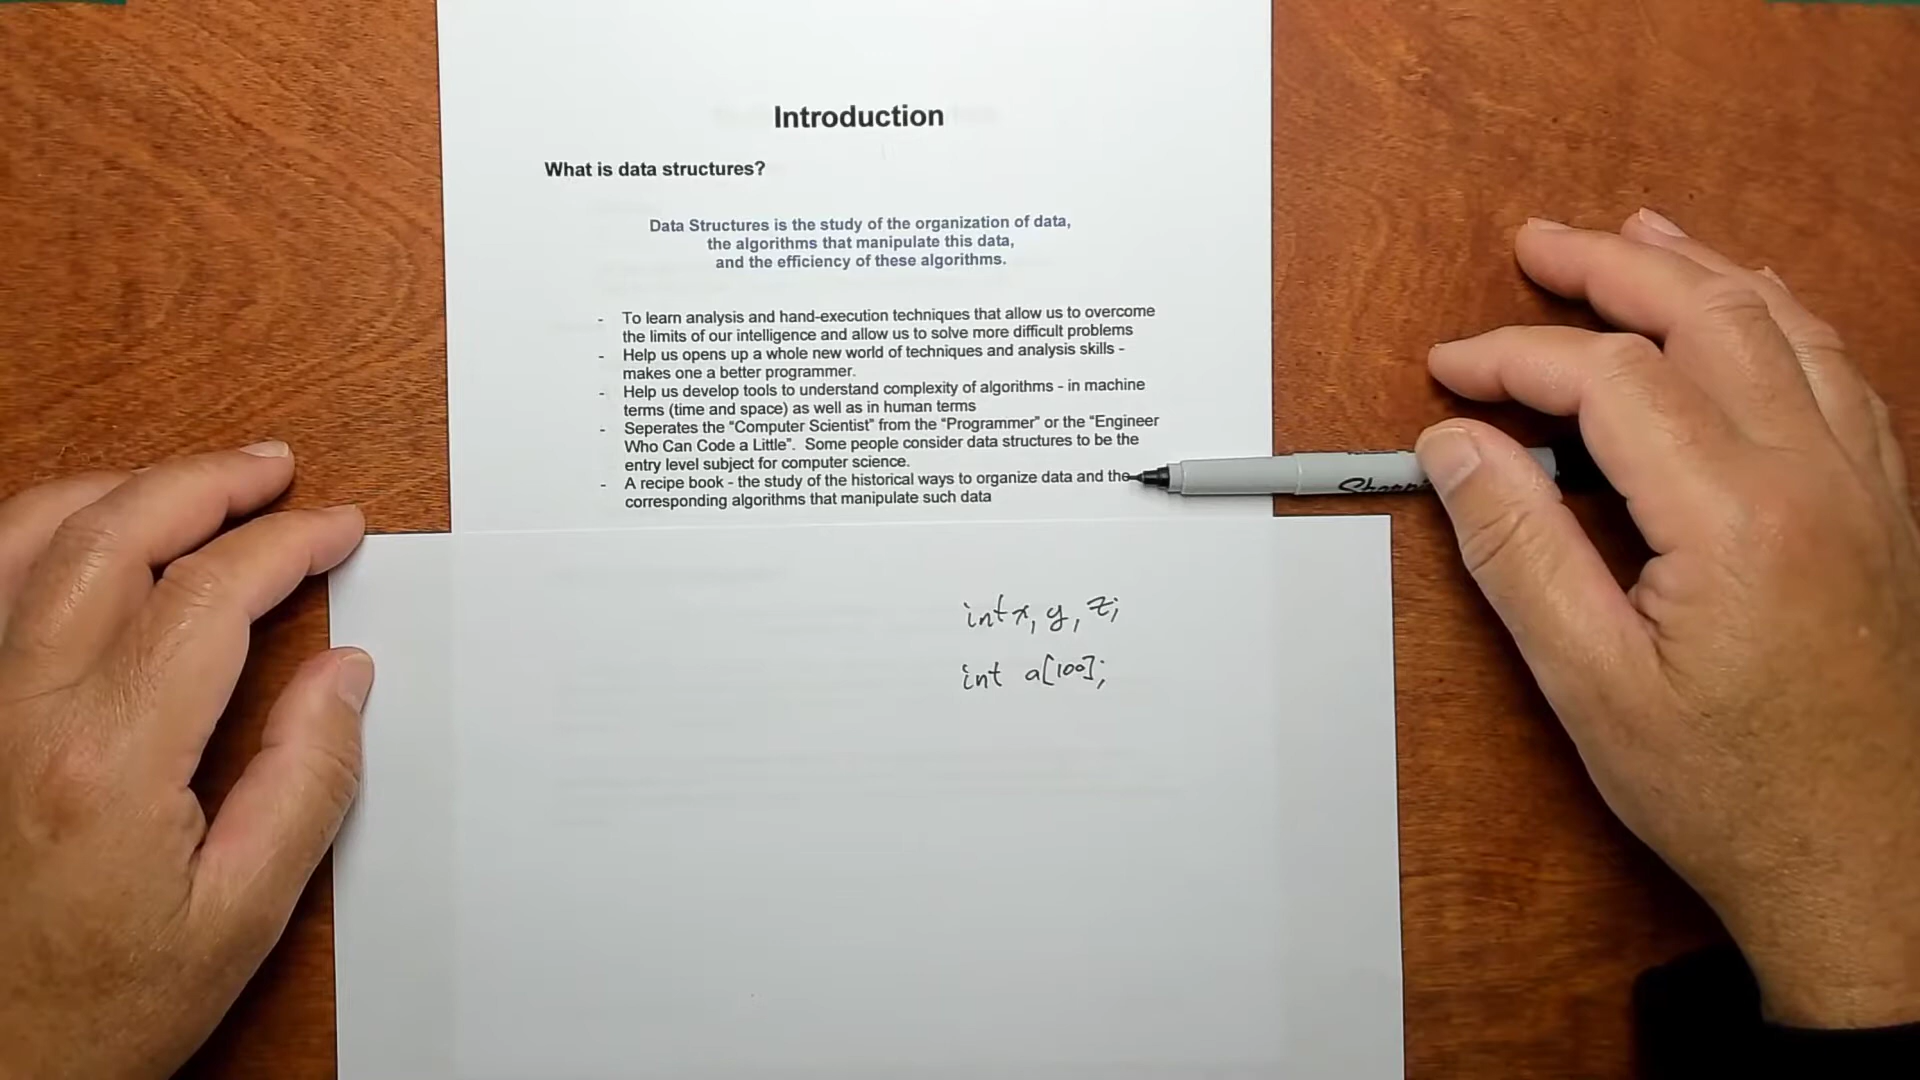 Introduction
What is data structures?
Data Structures is the study of the organization of data,
the algorithms that manipulate this data,
and the efficiency of these algorithms.
- To learn analysis and hand-execution techniques that allow us to overcome
the limits of our intelligence and allow us to solve more difficult problems
- Help us opens up a whole new world of techniques and analysis skills -
makes one a better programmer.
- Help us develop tools to understand complexity of algorithms - in machine
terms (time and space) as well as in human terms
- Seperates the “Computer Scientist” from the “Programmer” or the “Engineer
Who Can Code a Little”. Some people consider data structures to be the
entry level subject for computer science.
- A recipe book - the study of the historical ways to organize data and the
corresponding algorithms that manipulate such data
int x, y, z;
int a[100];